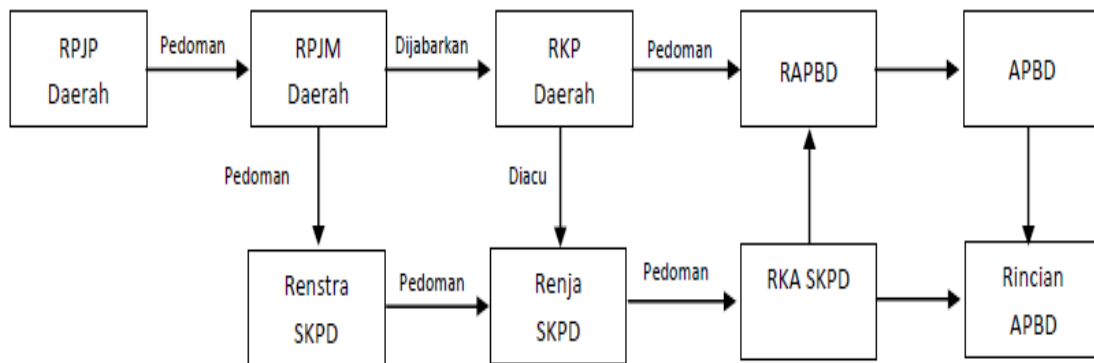 RPJP
Daerah
Pedoman
RPJM
Daerah
Dijabarkan
RKP
Daerah
Pedoman
RAPBD
APBD
Pedoman
Diacu
Renstra
SKPD
Pedoman
Renja
SKPD
Pedoman
RKA SKPD
Rincian
APBD